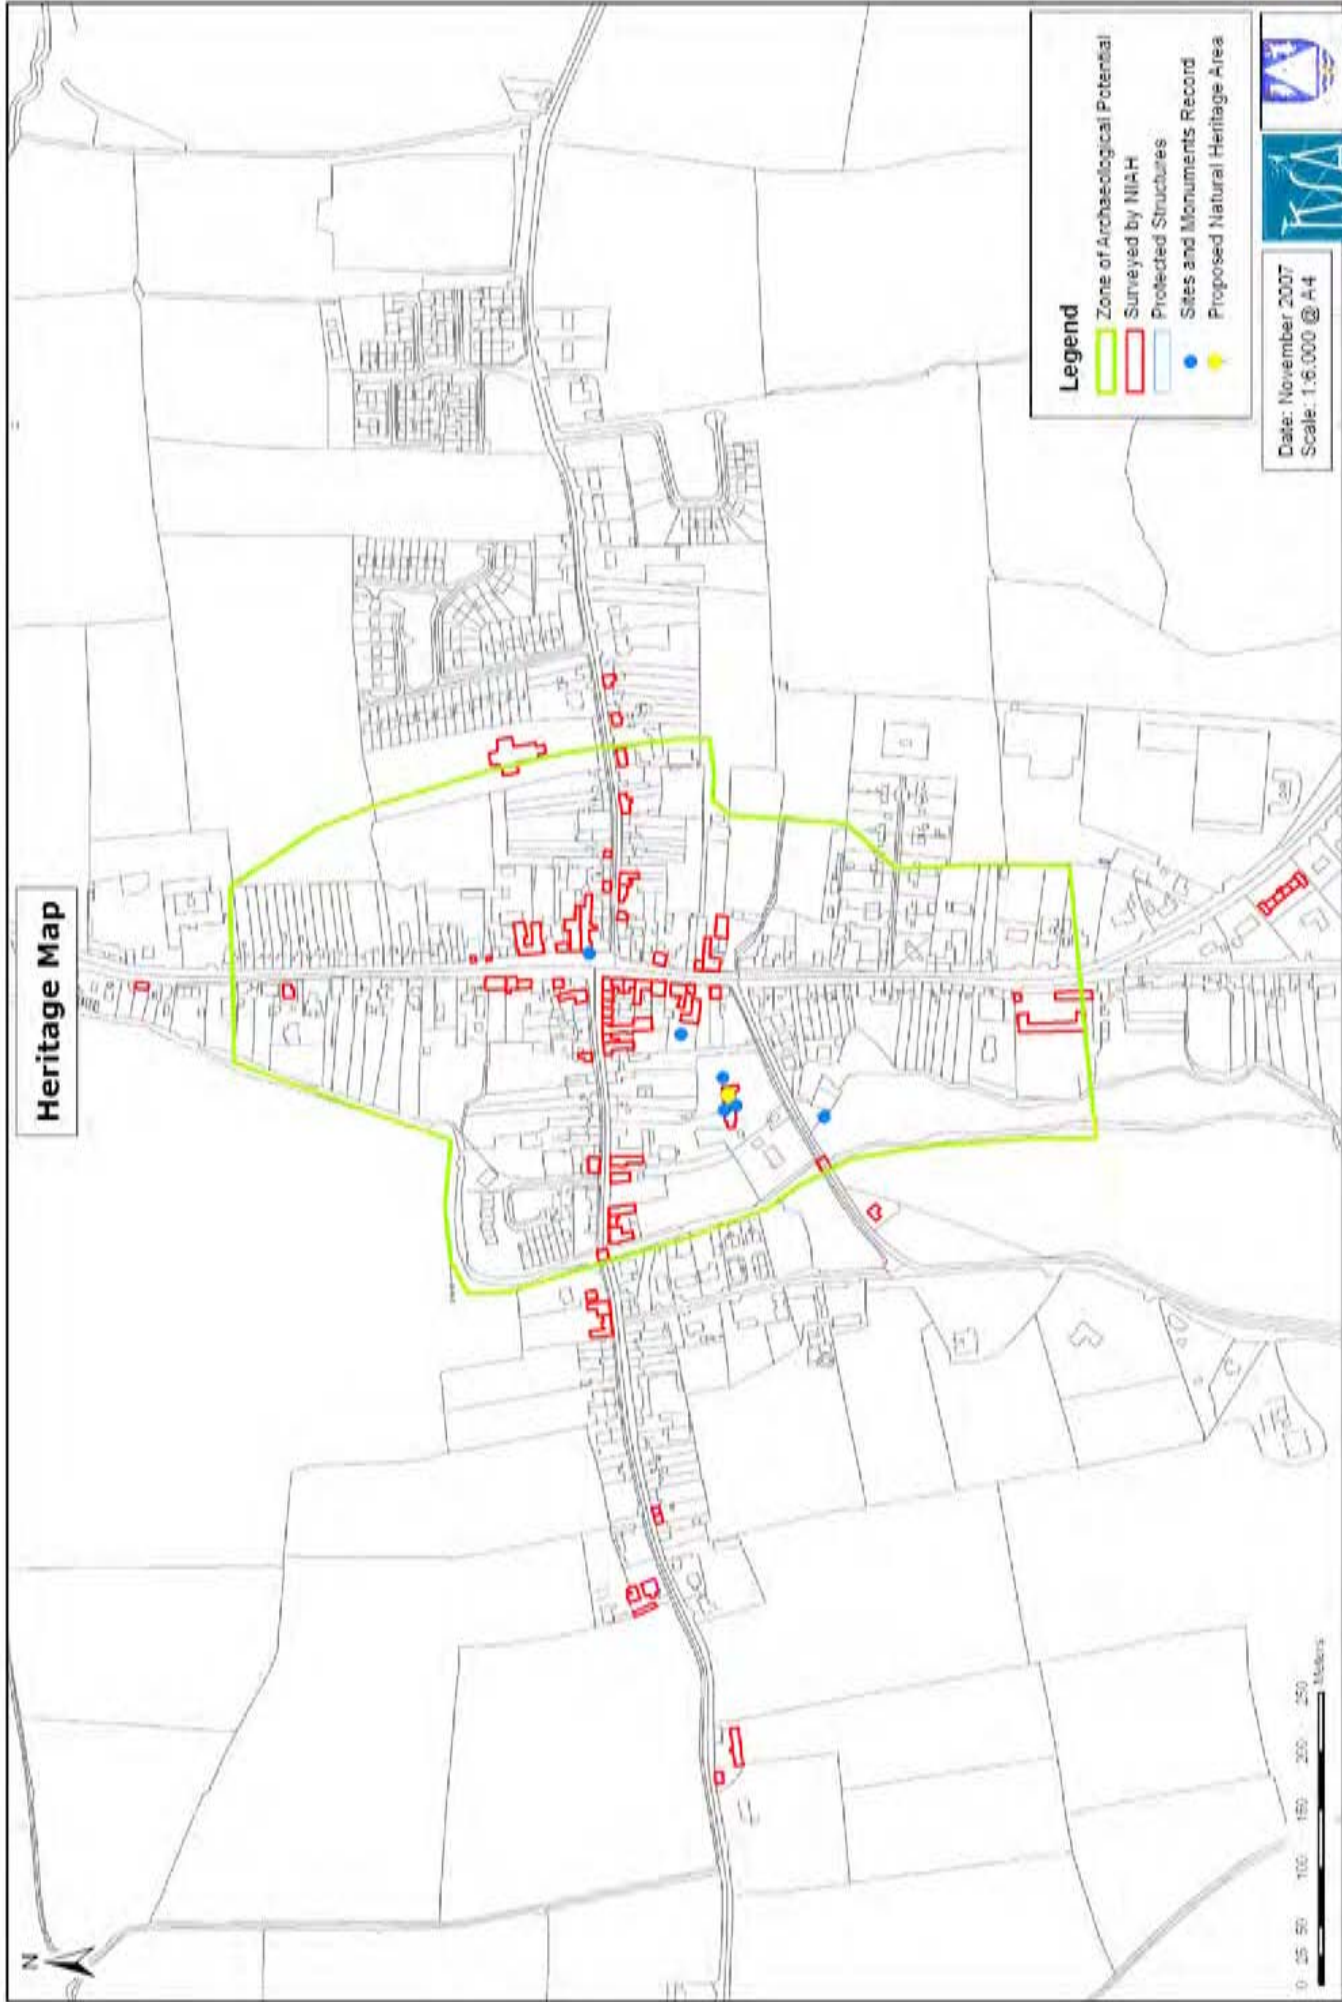 Heritage Map
N
Legend
Zone of Archaeological Potential
Surveyed by NIAH
Protected Structures
Sites and Monuments Record
Proposed Natural Heritage Area
Date: November 2007
Scale: 1:6,000 @ A4
0 25 50 100 150 200 250
Meters